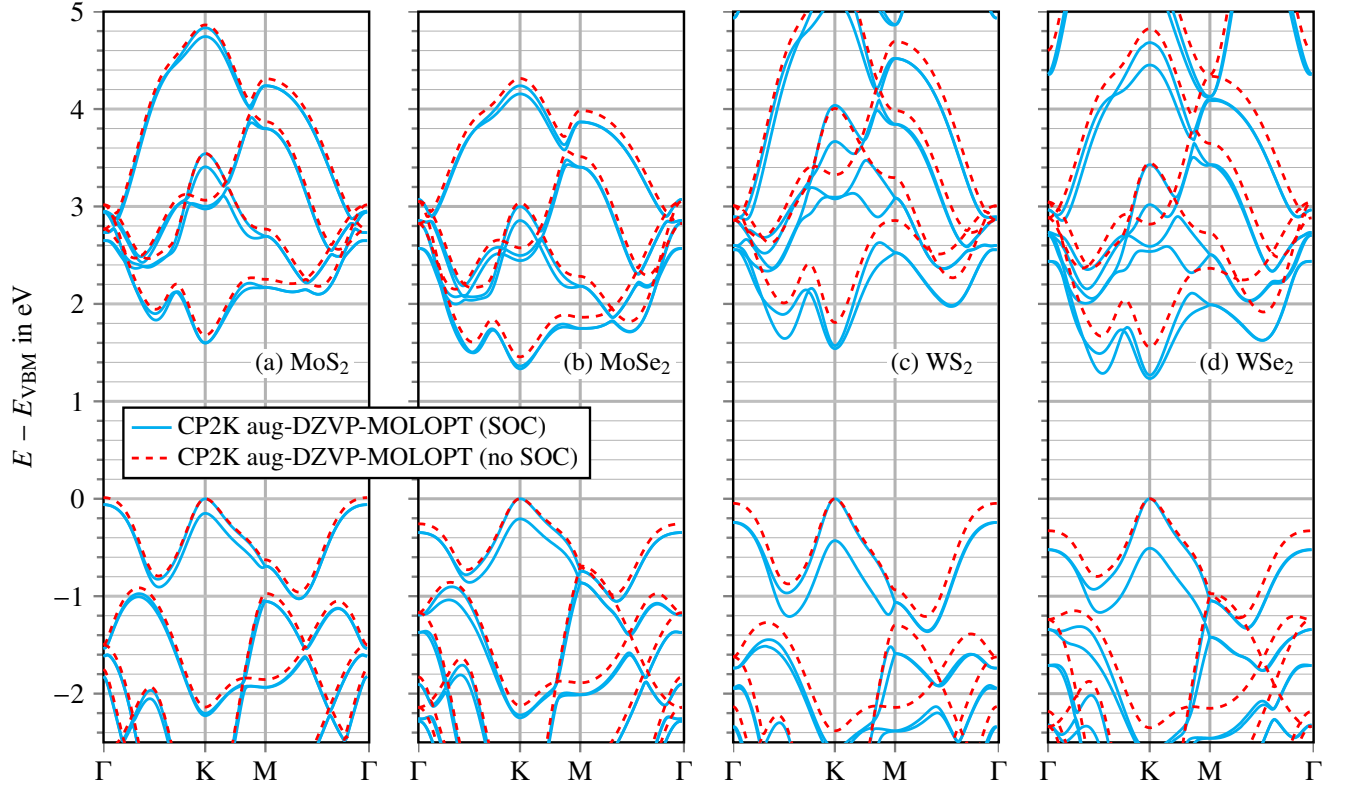 5
4
3
2
1
0
−1
−2
E − E_VBM in eV
(a) MoS₂
(b) MoSe₂
(c) WS₂
(d) WSe₂
CP2K aug-DZVP-MOLOPT (SOC)
CP2K aug-DZVP-MOLOPT (no SOC)
Γ K M Γ
Γ K M Γ
Γ K M Γ
Γ K M Γ